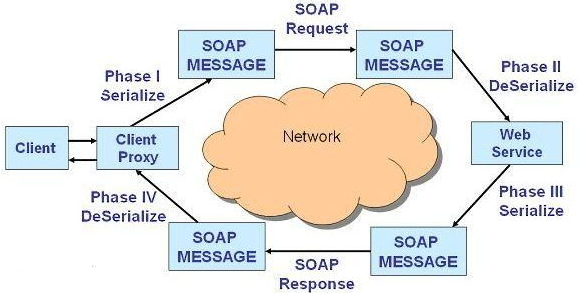 SOAP
Request
SOAP
MESSAGE
SOAP
MESSAGE
Phase I
Serialize
Phase II
DeSerialize
Network
Client
Client
Proxy
Web
Service
Phase IV
DeSerialize
Phase III
Serialize
SOAP
MESSAGE
SOAP
Response
SOAP
MESSAGE